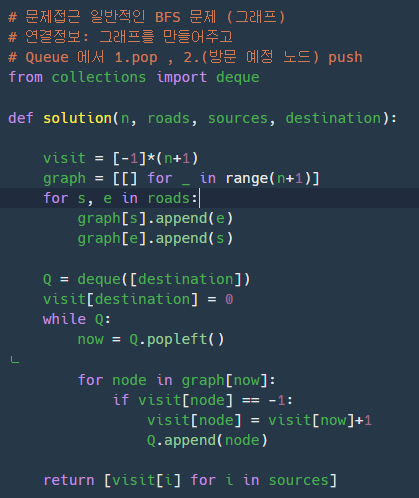 # 문제접근 일반적인 BFS 문제 (그래프)
# 연결정보: 그래프를 만들어주고
# Queue 에서 1.pop , 2.(방문 예정 노드) push
from collections import deque

def solution(n, roads, sources, destination):

    visit = [-1]*(n+1)
    graph = [[] for _ in range(n+1)]
    for s, e in roads:
        graph[s].append(e)
        graph[e].append(s)

    Q = deque([destination])
    visit[destination] = 0
    while Q:
        now = Q.popleft()

        for node in graph[now]:
            if visit[node] == -1:
                visit[node] = visit[now]+1
                Q.append(node)

    return [visit[i] for i in sources]